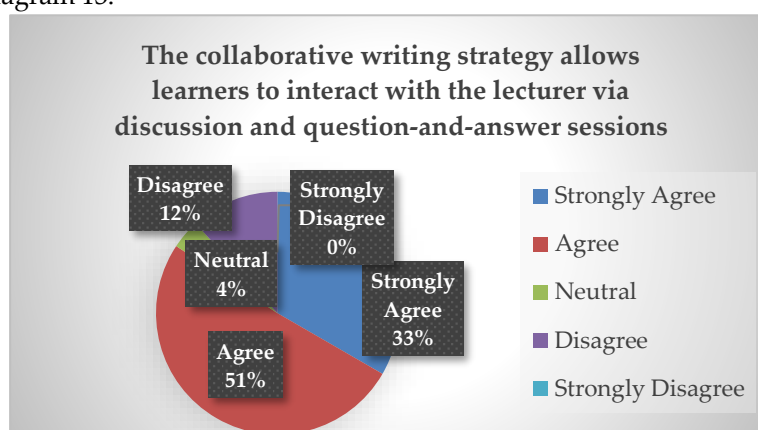 The collaborative writing strategy allows
learners to interact with the lecturer via
discussion and question-and-answer sessions
Disagree
12%
Strongly
Disagree
0%
Neutral
4%
Strongly
Agree
33%
Agree
51%
Strongly Agree
Agree
Neutral
Disagree
Strongly Disagree